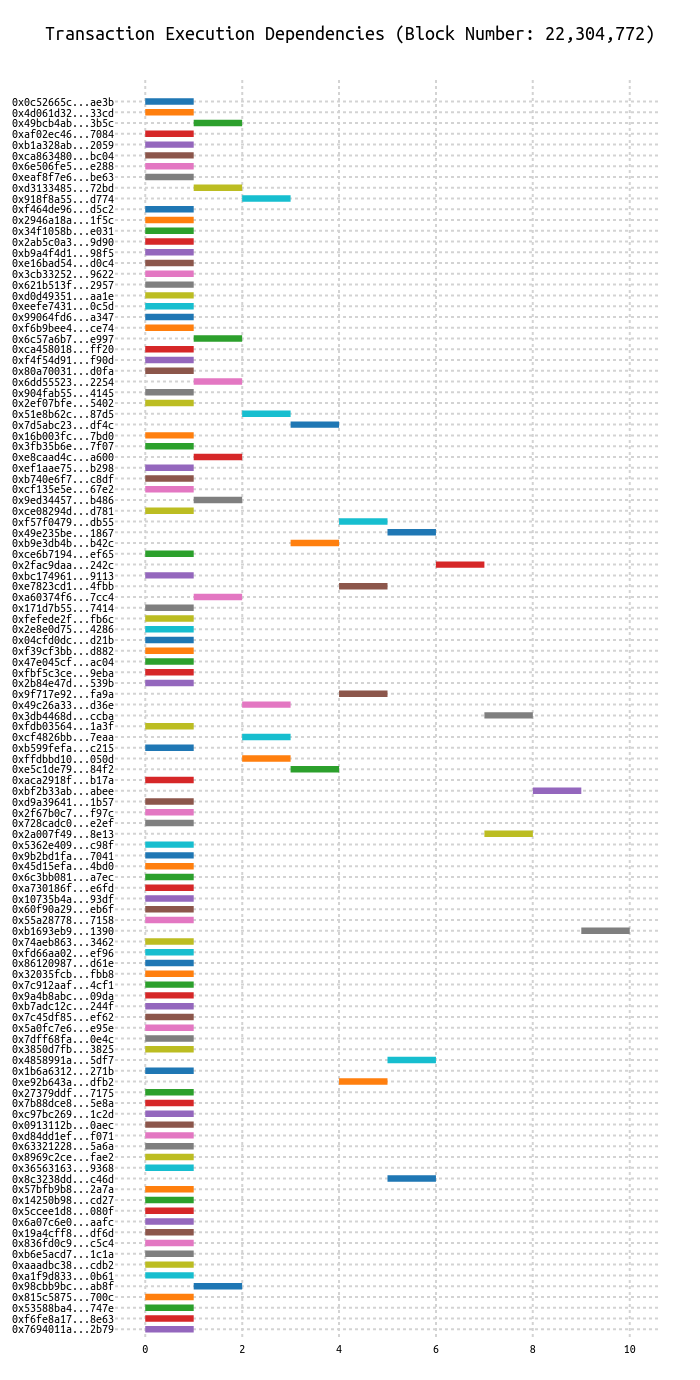 Transaction Execution Dependencies (Block Number: 22,304,772)
0x0c52665c...ae3b
0x4d061d32...33cd
0x49bcb4ab...3b5c
0xaf02ec46...7084
0xb1a328ab...2059
0xca863480...bc04
0x6e506fe5...e288
0xeaf8f7e6...be63
0xd3133485...72bd
0x918f8a55...d774
0xf464de96...d5c2
0x2946a18a...1f5c
0x34f1058b...e031
0x2ab5c0a3...9d90
0xb9a4f4d1...98f5
0xe16bad54...d0c4
0x3cb33252...9622
0x621b513f...2957
0xd0d49351...aa1e
0xeefe7431...0c5d
0x99064fd6...a347
0xf6b9bee4...ce74
0x6c57a6b7...e997
0xca458018...ff20
0xf4f54d91...f90d
0x80a70031...d0fa
0x6dd55523...2254
0x904fab55...4145
0x2ef07bfe...5402
0x51e8b62c...87d5
0x7d5abc23...df4c
0x16b003fc...7bd0
0x3fb35b6e...7f07
0xe8caad4c...a600
0xef1aae75...b298
0xb740e6f7...c8df
0xcf135e5e...67e2
0x9ed34457...b486
0xce08294d...d781
0xf57f0479...db55
0x49e235be...1867
0xb9e3db4b...b42c
0xce6b7194...ef65
0x2fac9daa...242c
0xbc174961...9113
0xe7823cd1...4fbb
0xa60374f6...7cc4
0x171d7b55...7414
0xfefede2f...fb6c
0x2e8e0d75...4286
0x04cfd0dc...d21b
0xf39cf3bb...d882
0x47e045cf...ac04
0xfbf5c3ce...9eba
0x2b84e47d...539b
0x9f717e92...fa9a
0x49c26a33...d36e
0x3db4468d...ccba
0xfdb03564...1a3f
0xcf4826bb...7eaa
0xb599fefa...c215
0xffdbbd10...050d
0xe5c1de79...84f2
0xaca2918f...b17a
0xbf2b33ab...abee
0xd9a39641...1b57
0x2f67b0c7...f97c
0x728cadc0...e2ef
0x2a007f49...8e13
0x5362e409...c98f
0x9b2bd1fa...7041
0x45d15efa...4bd0
0x6c3bb081...a7ec
0xa730186f...e6fd
0x10735b4a...93df
0x60f90a29...eb6f
0x55a28778...7158
0xb1693eb9...1390
0x74aeb863...3462
0xfd66aa02...ef96
0x86120987...d61e
0x32035fcb...fbb8
0x7c912aaf...4cf1
0x9a4b8abc...09da
0xb7adc12c...244f
0x7c45df85...ef62
0x5a0fc7e6...e95e
0x7dff68fa...0e4c
0x3850d7fb...3825
0x4858991a...5df7
0x1b6a6312...271b
0xe92b643a...dfb2
0x27379ddf...7175
0x7b88dce8...5e8a
0xc97bc269...1c2d
0x0913112b...0aec
0xd84dd1ef...f071
0x63321228...5a6a
0x8969c2ce...fae2
0x36563163...9368
0x8c3238dd...c46d
0x57bfb9b8...2a7a
0x14250b98...cd27
0x5ccee1d8...080f
0x6a07c6e0...aafc
0x19a4cff8...df6d
0x836fd0c9...c5c4
0xb6e5acd7...1c1a
0xaaadbc38...cdb2
0xa1f9d833...0b61
0x98cbb9bc...ab8f
0x815c5875...700c
0x53588ba4...747e
0xf6fe8a17...8e63
0x7694011a...2b79
0 2 4 6 8 10